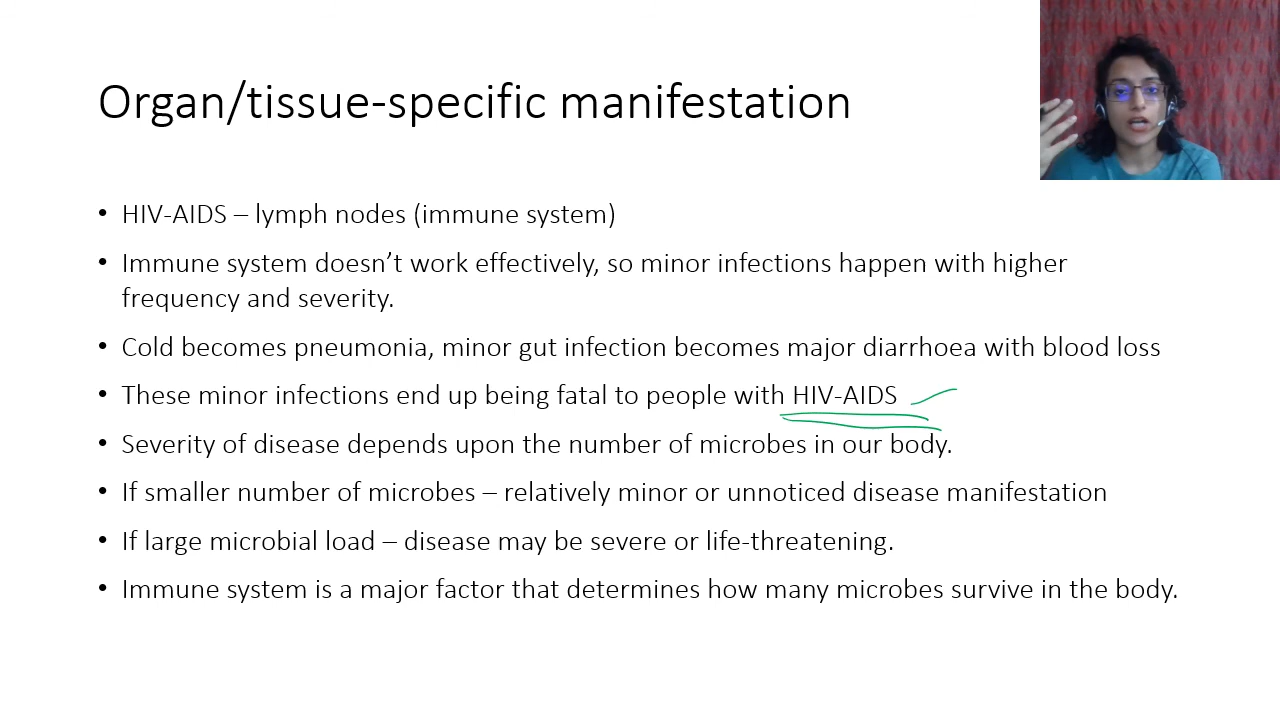 Organ/tissue-specific manifestation
• HIV-AIDS – lymph nodes (immune system)
• Immune system doesn’t work effectively, so minor infections happen with higher
frequency and severity.
• Cold becomes pneumonia, minor gut infection becomes major diarrhoea with blood loss
• These minor infections end up being fatal to people with HIV-AIDS
• Severity of disease depends upon the number of microbes in our body.
• If smaller number of microbes – relatively minor or unnoticed disease manifestation
• If large microbial load – disease may be severe or life-threatening.
• Immune system is a major factor that determines how many microbes survive in the body.